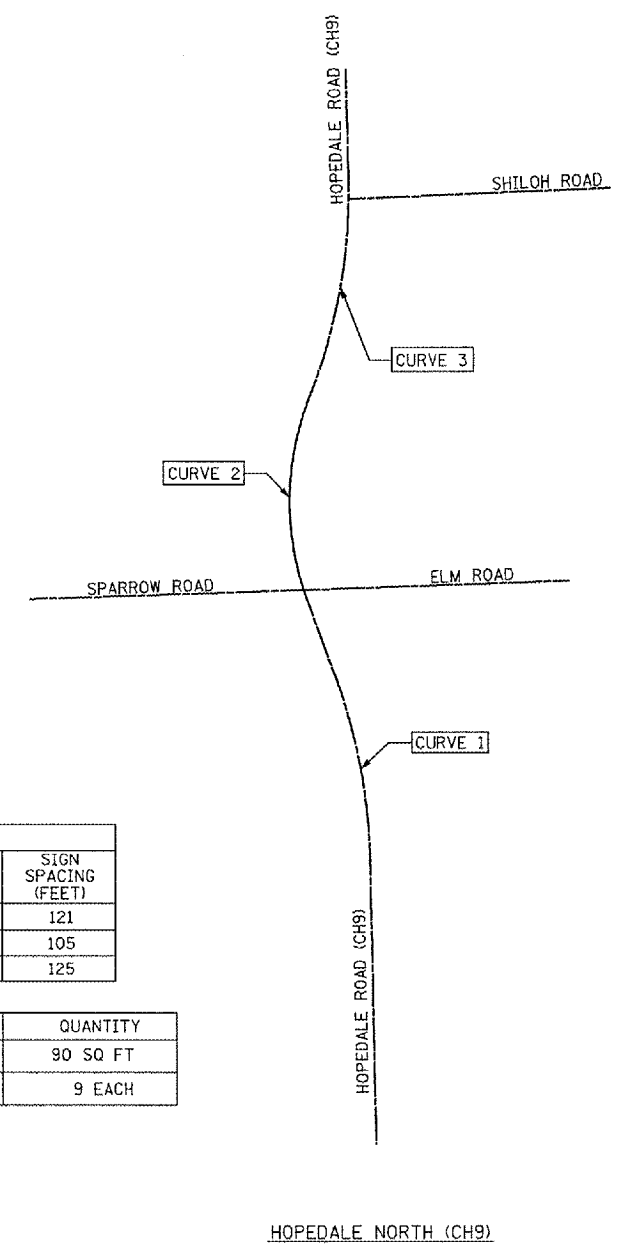 HOPEDALE ROAD (CH9)
SHILOH ROAD
CURVE 3
CURVE 2
SPARROW ROAD
ELM ROAD
CURVE 1
SIGN
SPACING
(FEET)
121
105
125
HOPEDALE ROAD (CH9)
QUANTITY
90 SQ FT
9 EACH
HOPEDALE NORTH (CH9)